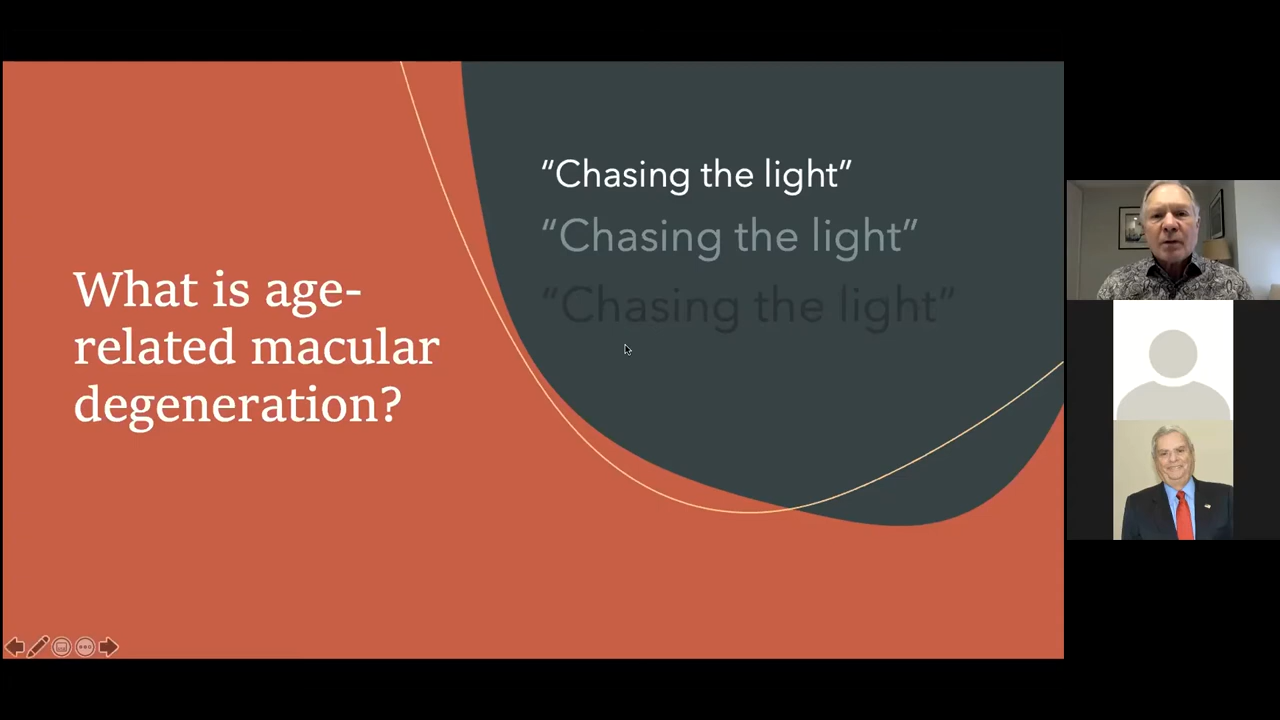 What is age-
related macular
degeneration?
“Chasing the light”
“Chasing the light”
“Chasing the light”